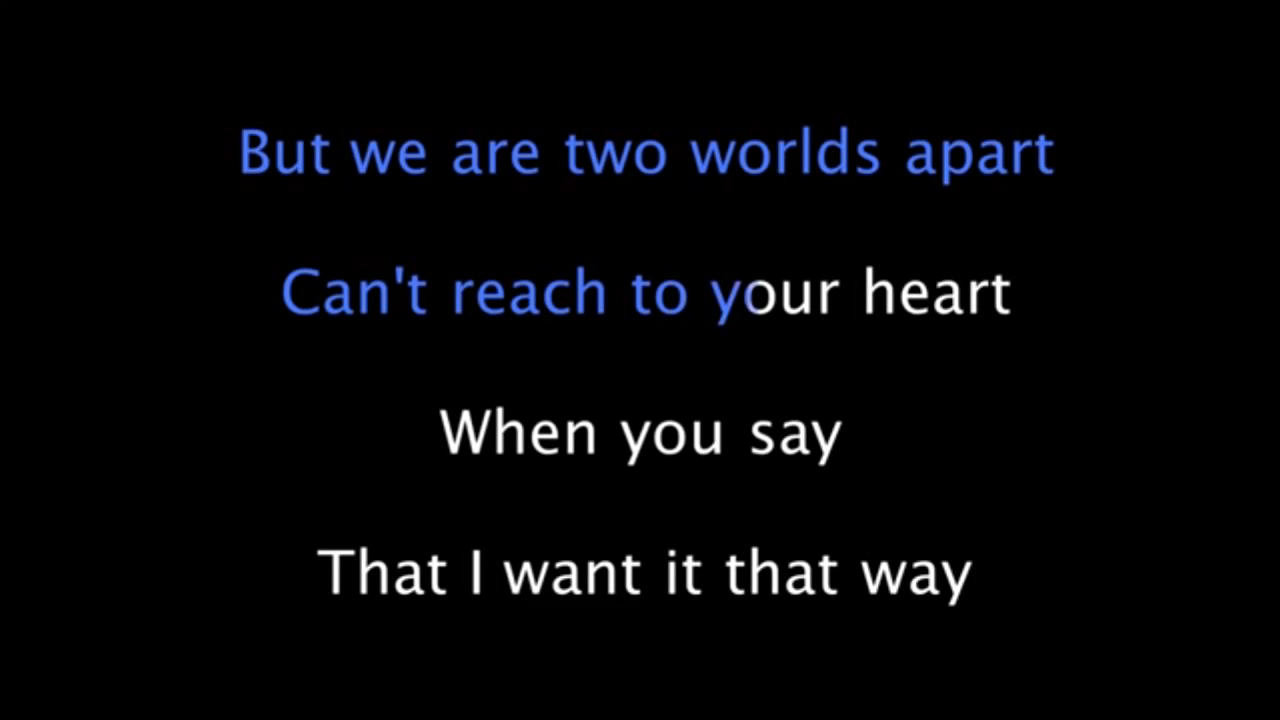 But we are two worlds apart
Can't reach to your heart
When you say
That I want it that way